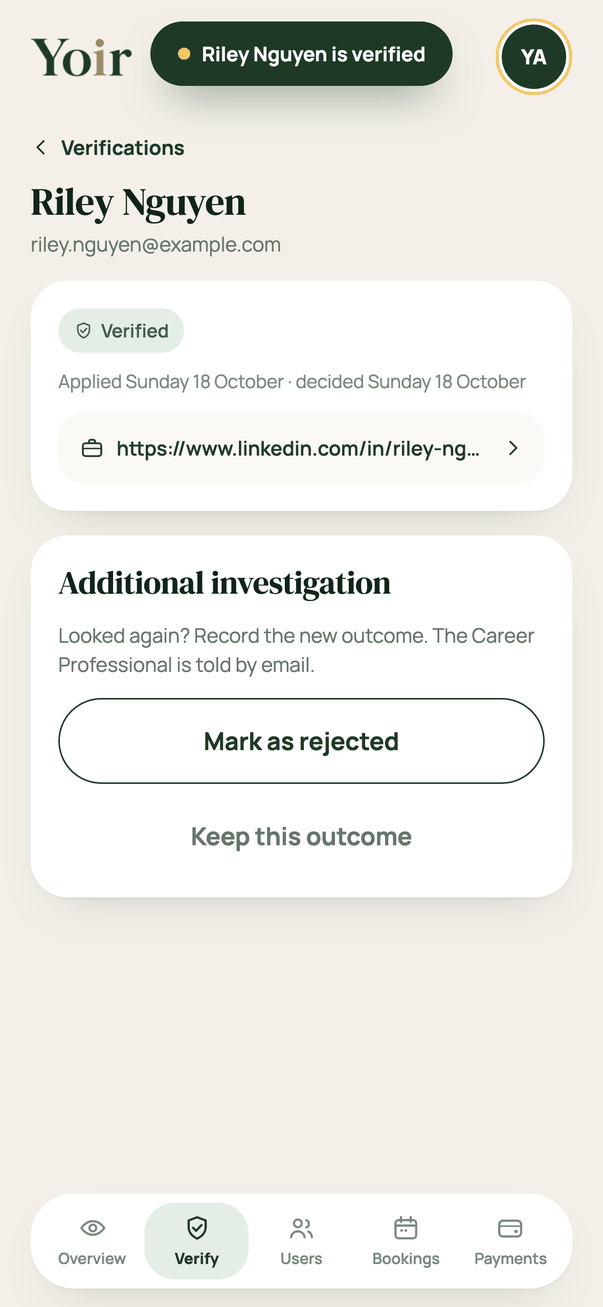 Yoir
Riley Nguyen is verified
YA
Verifications
Riley Nguyen
riley.nguyen@example.com
Verified
Applied Sunday 18 October · decided Sunday 18 October
https://www.linkedin.com/in/riley-ng...
Additional investigation
Looked again? Record the new outcome. The Career
Professional is told by email.
Mark as rejected
Keep this outcome
Overview
Verify
Users
Bookings
Payments